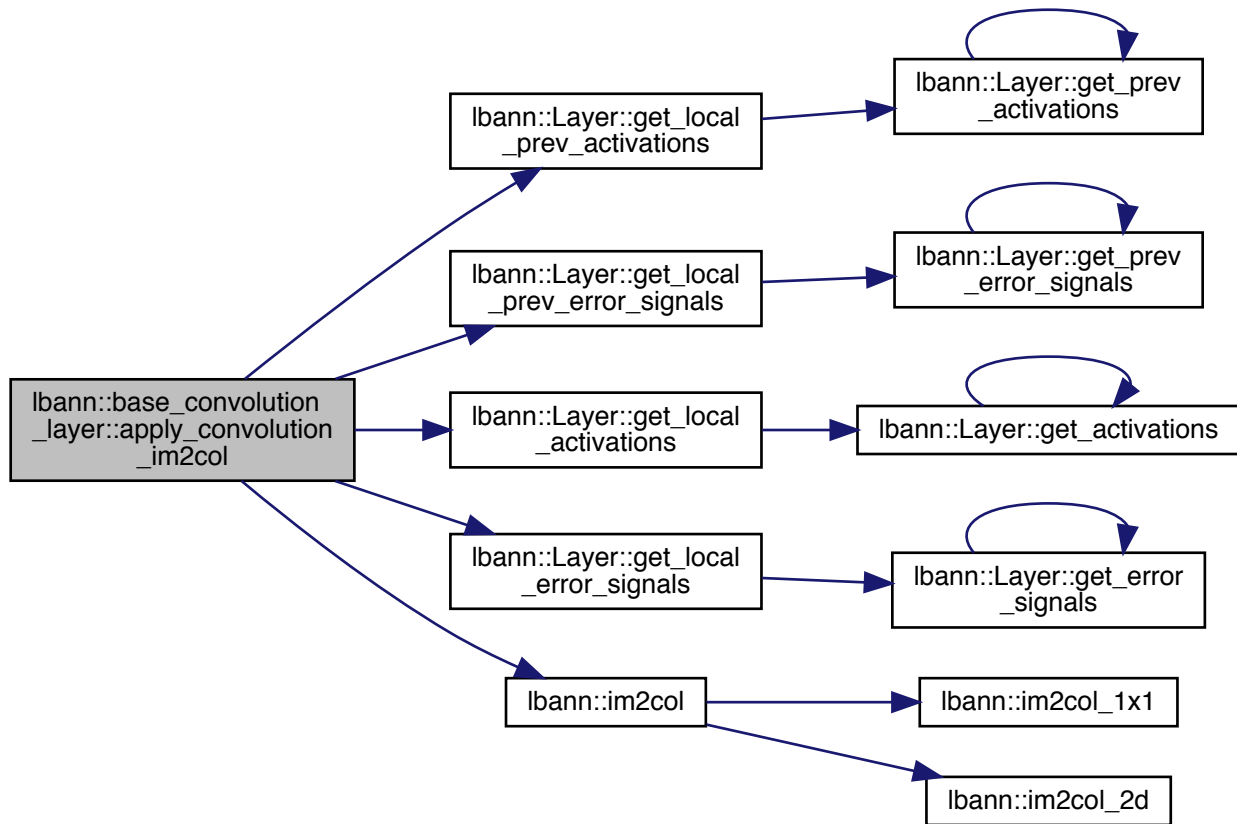 lbann::Layer::get_prev
_activations
lbann::Layer::get_local
_prev_activations
lbann::Layer::get_prev
_error_signals
lbann::Layer::get_local
_prev_error_signals
lbann::base_convolution
_layer::apply_convolution
_im2col
lbann::Layer::get_local
_activations
lbann::Layer::get_activations
lbann::Layer::get_local
_error_signals
lbann::Layer::get_error
_signals
lbann::im2col
lbann::im2col_1x1
lbann::im2col_2d